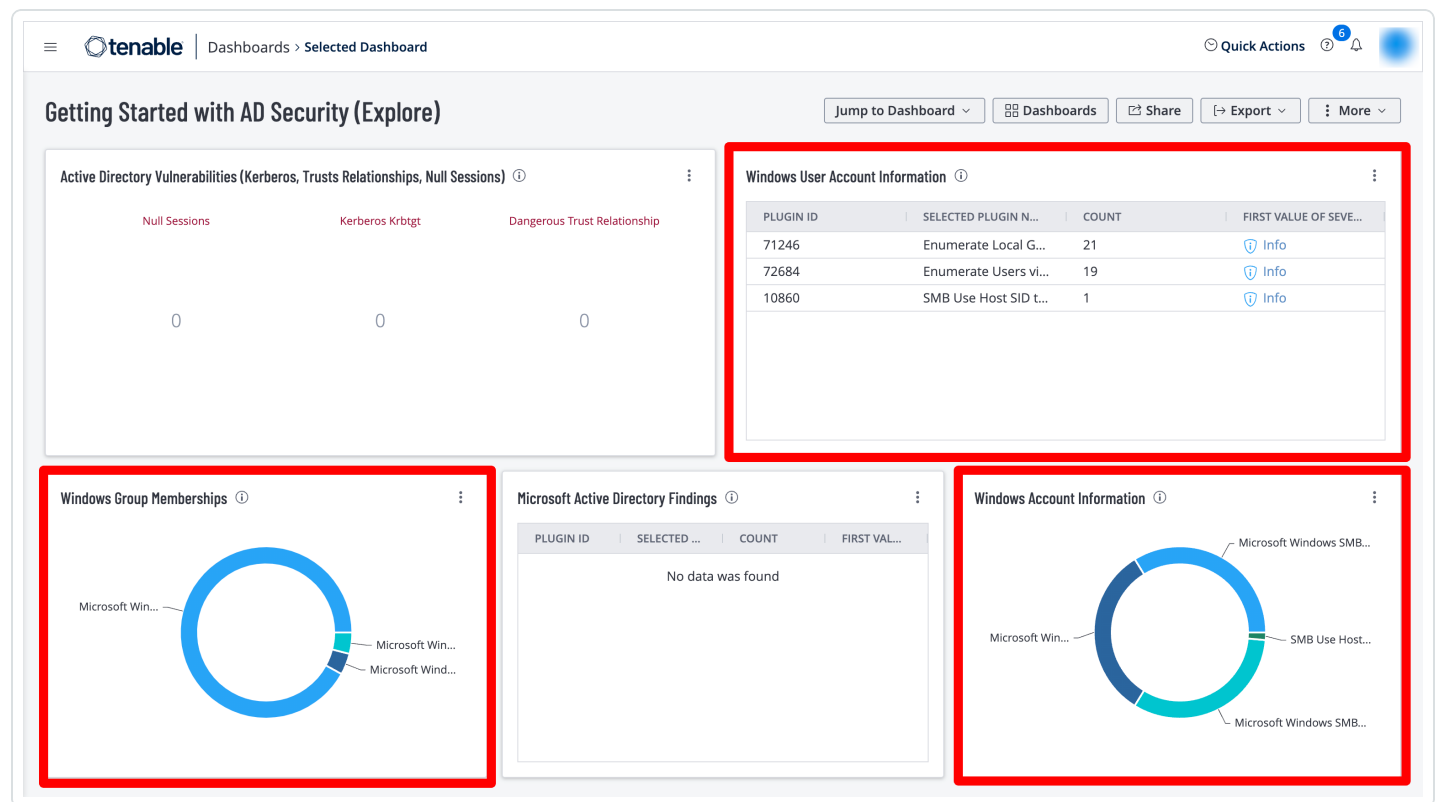 tenable Dashboards > Selected Dashboard Quick Actions 6
Getting Started with AD Security (Explore) Jump to Dashboard Dashboards Share Export More
Active Directory Vulnerabilities (Kerberos, Trusts Relationships, Null Sessions)
Null Sessions Kerberos Krbtgt Dangerous Trust Relationship
0 0 0
Windows User Account Information
PLUGIN ID SELECTED PLUGIN N... COUNT FIRST VALUE OF SEVE...
71246 Enumerate Local G... 21 Info
72684 Enumerate Users vi... 19 Info
10860 SMB Use Host SID t... 1 Info
Windows Group Memberships
Microsoft Win...
Microsoft Win...
Microsoft Wind...
Microsoft Active Directory Findings
PLUGIN ID SELECTED ... COUNT FIRST VAL...
No data was found
Windows Account Information
Microsoft Windows SMB...
Microsoft Win...
SMB Use Host...
Microsoft Windows SMB...